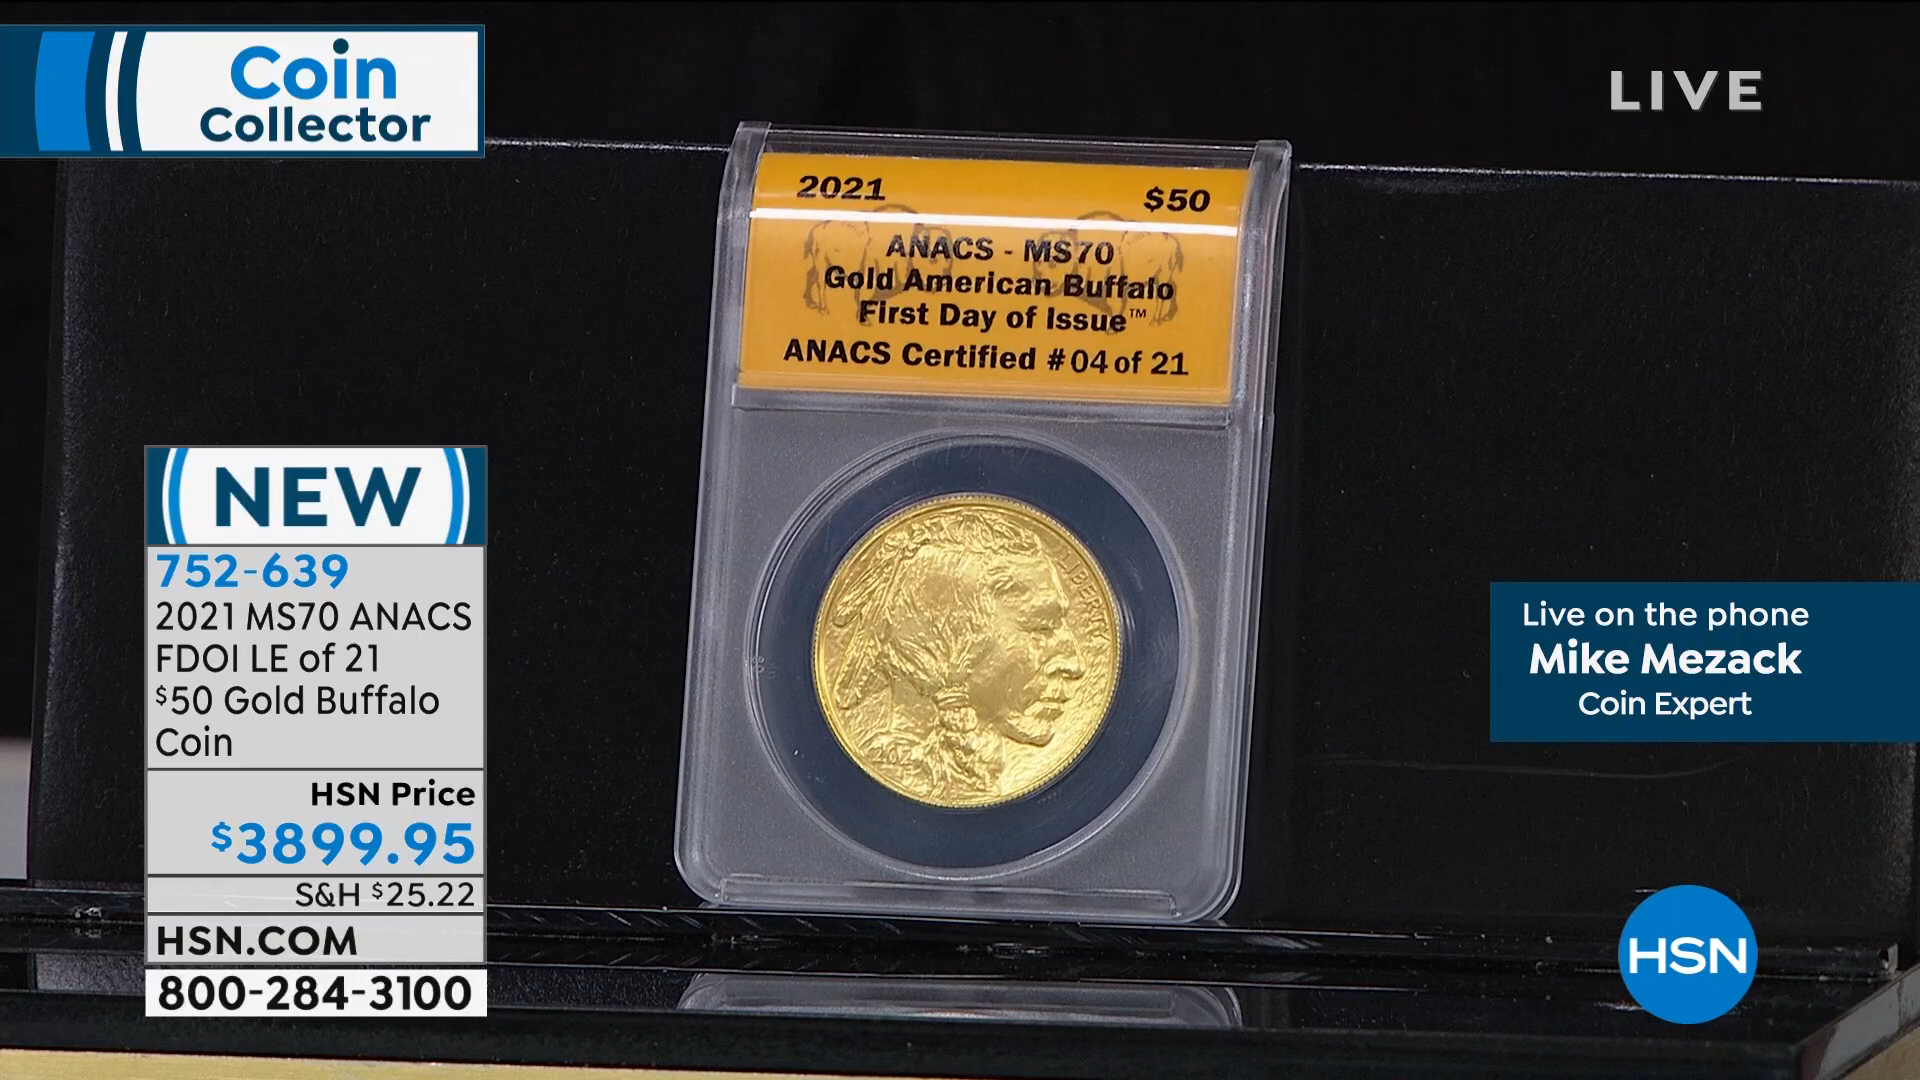 Coin
Collector
LIVE
2021 $50
ANACS - MS70
Gold American Buffalo
First Day of Issue™
ANACS Certified #04 of 21
LIBERTY
NEW
752-639
2021 MS70 ANACS
FDOI LE of 21
$50 Gold Buffalo
Coin
HSN Price
$3899.95
S&H $25.22
HSN.COM
800-284-3100
Live on the phone
Mike Mezack
Coin Expert
HSN